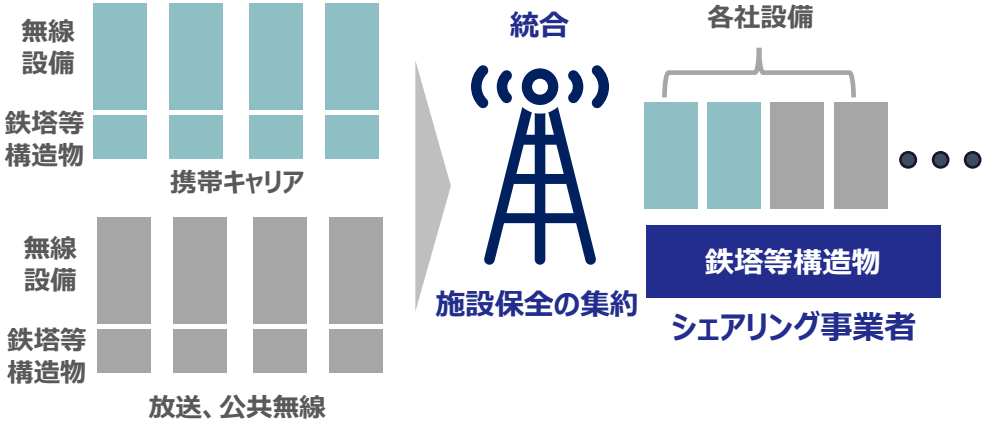 無線
設備
鉄塔等
構造物
携帯キャリア
無線
設備
鉄塔等
構造物
放送、公共無線
統合
施設保全の集約
各社設備
鉄塔等構造物
シェアリング事業者